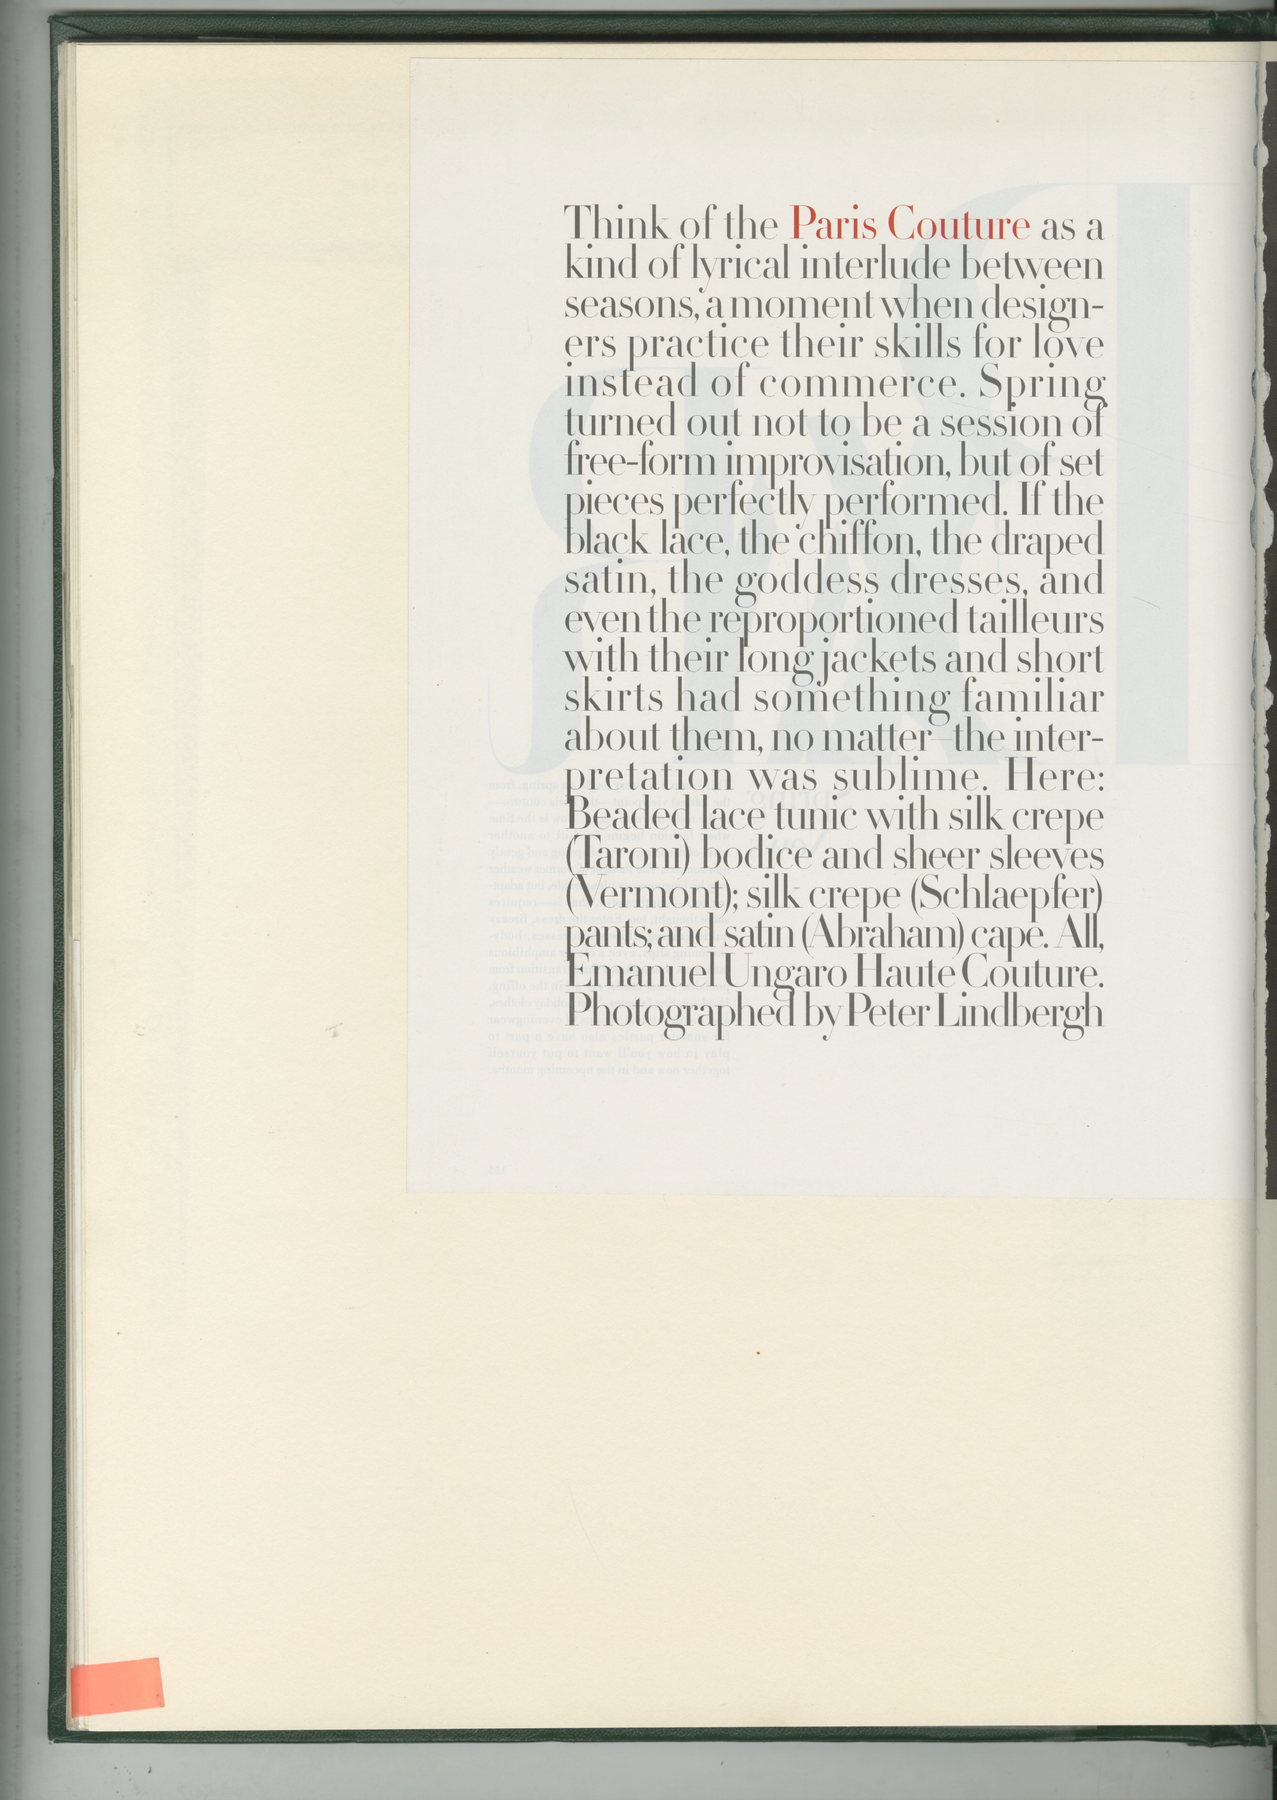 Think of the Paris Couture as a
kind of lyrical interlude between
seasons, a moment when design-
ers practice their skills for love
instead of commerce. Spring
turned out not to be a session of
free-form improvisation, but of set
pieces perfectly performed. If the
black lace, the chiffon, the draped
satin, the goddess dresses, and
even the reproportioned tailleurs
with their long jackets and short
skirts had something familiar
about them, no matter—the inter-
pretation was sublime. Here:
Beaded lace tunic with silk crepe
(Taroni) bodice and sheer sleeves
(Vermont); silk crepe (Schlaepfer)
pants; and satin (Abraham) cape. All,
Emanuel Ungaro Haute Couture.
Photographed by Peter Lindbergh